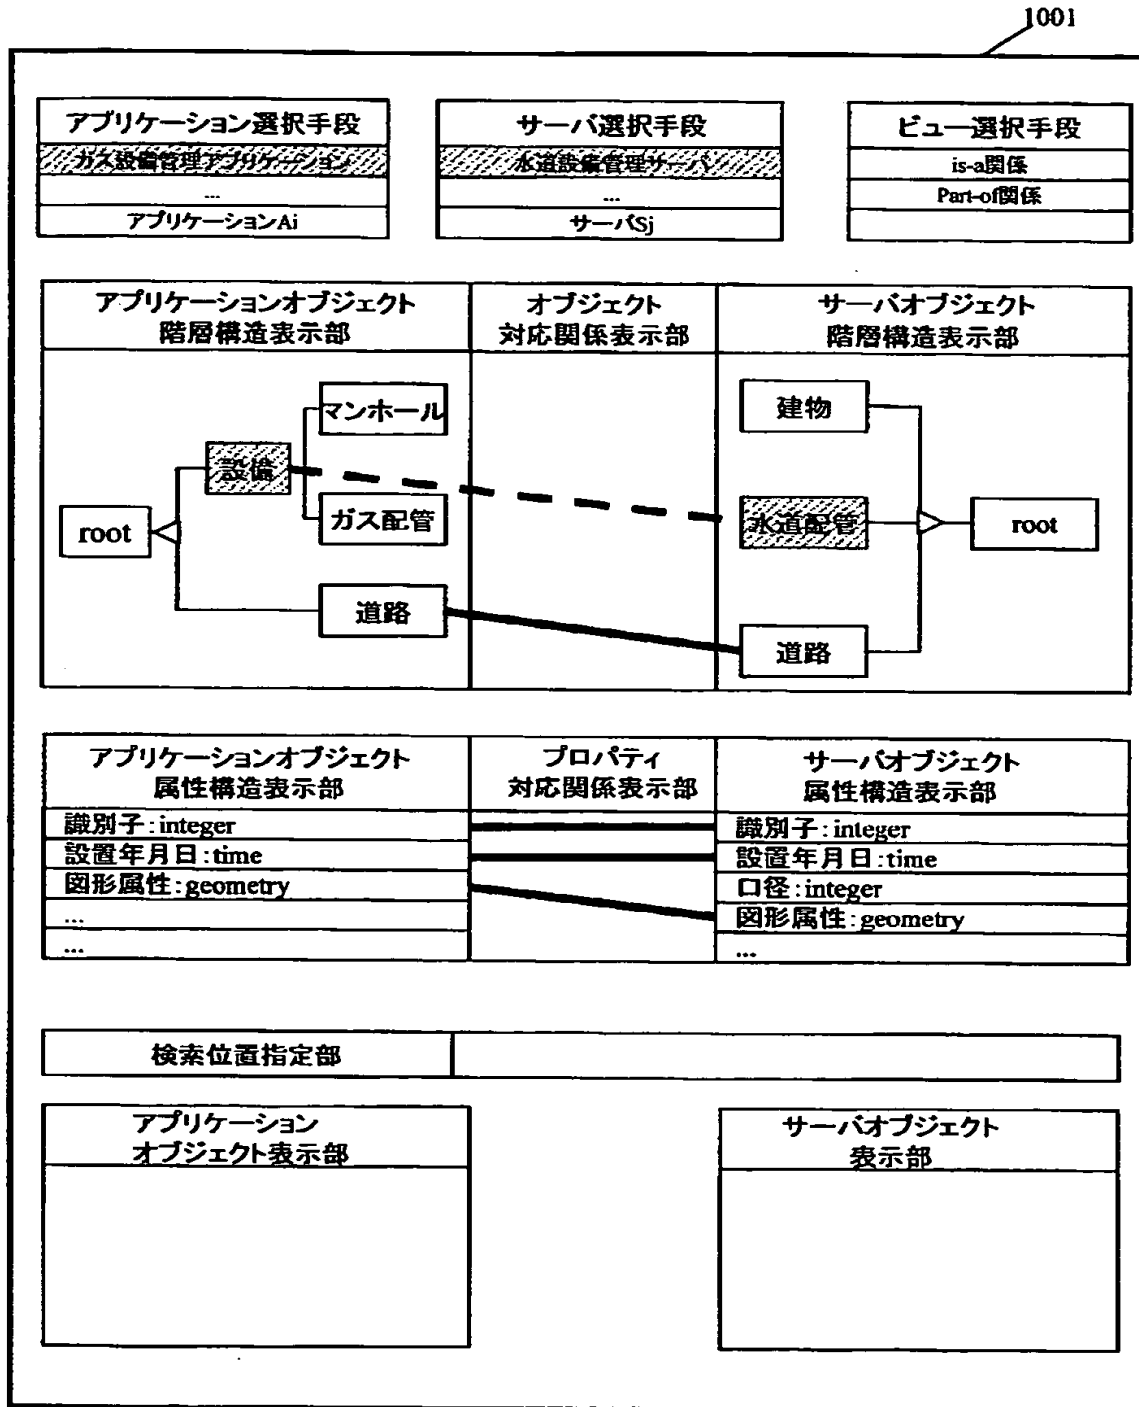 1001
アプリケーション選択手段
ガス設備管理アプリケーション
...
アプリケーションAi
サーバ選択手段
水道設備管理サーバ
...
サーバSj
ビュー選択手段
is-a関係
Part-of関係
アプリケーションオブジェクト
階層構造表示部
オブジェクト
対応関係表示部
サーバオブジェクト
階層構造表示部
マンホール
設備
ガス配管
root
道路
建物
水道配管
root
道路
アプリケーションオブジェクト
属性構造表示部
プロパティ
対応関係表示部
サーバオブジェクト
属性構造表示部
識別子:integer
設置年月日:time
図形属性:geometry
...
...
識別子:integer
設置年月日:time
口径:integer
図形属性:geometry
...
検索位置指定部
アプリケーション
オブジェクト表示部
サーバオブジェクト
表示部